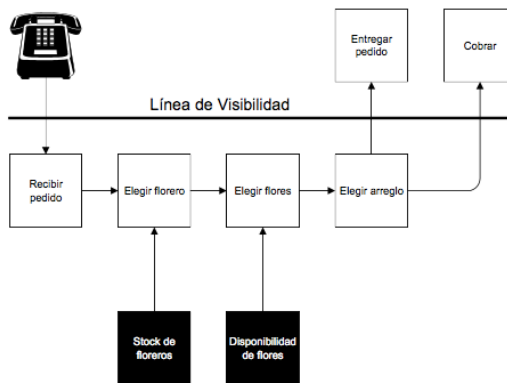 Entregar
pedido
Cobrar
Línea de Visibilidad
Recibir
pedido
Elegir florero
Elegir flores
Elegir arreglo
Stock de
floreros
Disponibilidad
de flores